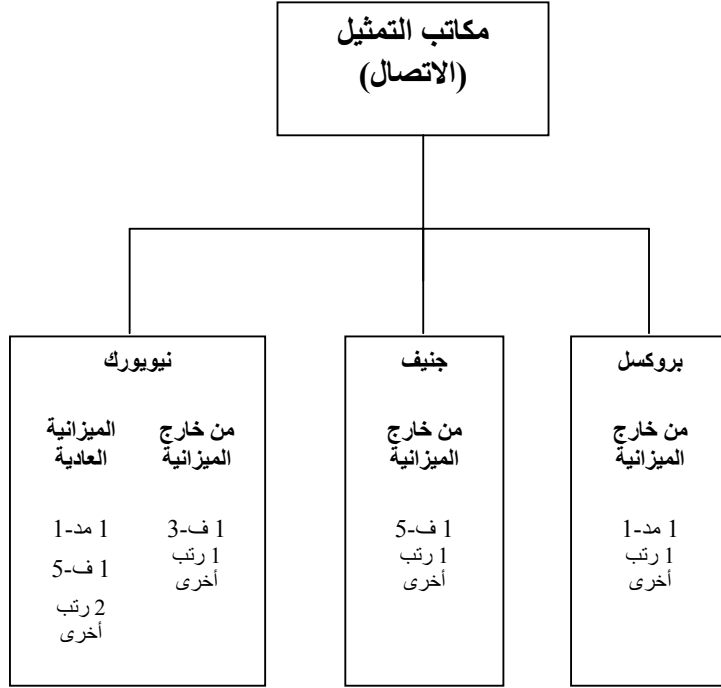 مكاتب التمثيل
(الاتصال)
نيويورك
الميزانية
العادية
1 مد-1
1 ف-5
2 رتب
أخرى
من خارج
الميزانية
1 ف-3
1 رتب
أخرى
جنيف
من خارج
الميزانية
1 ف-5
1 رتب
أخرى
بروكسل
من خارج
الميزانية
1 مد-1
1 رتب
أخرى